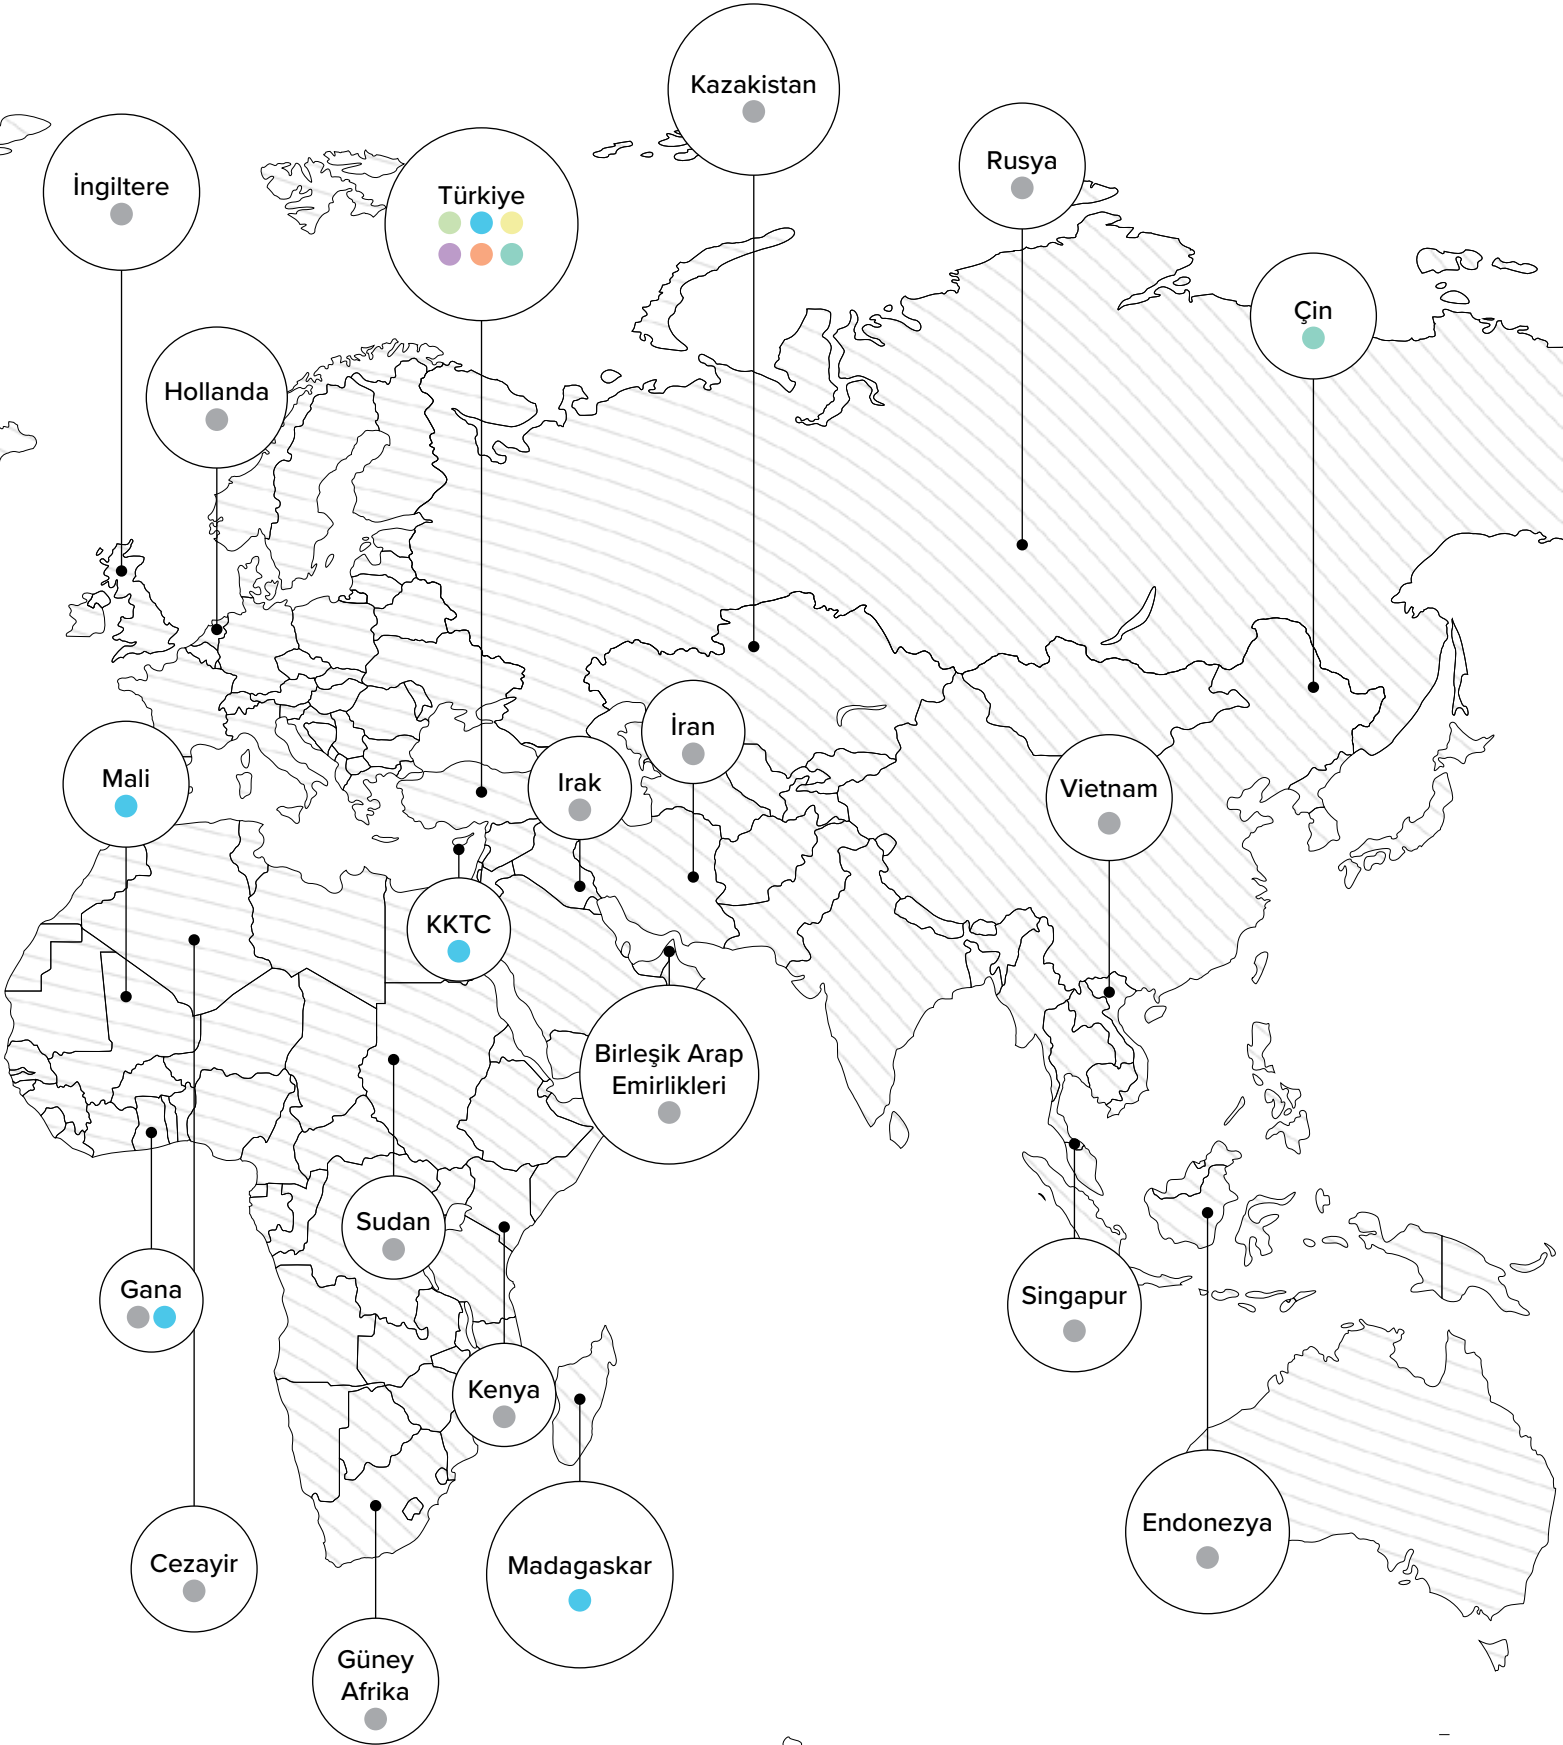 Kazakistan
Rusya
İngiltere
Türkiye
Çin
Hollanda
İran
Mali
Irak
Vietnam
KKTC
Birleşik Arap
Emirlikleri
Sudan
Gana
Singapur
Kenya
Endonezya
Cezayir
Madagaskar
Güney
Afrika